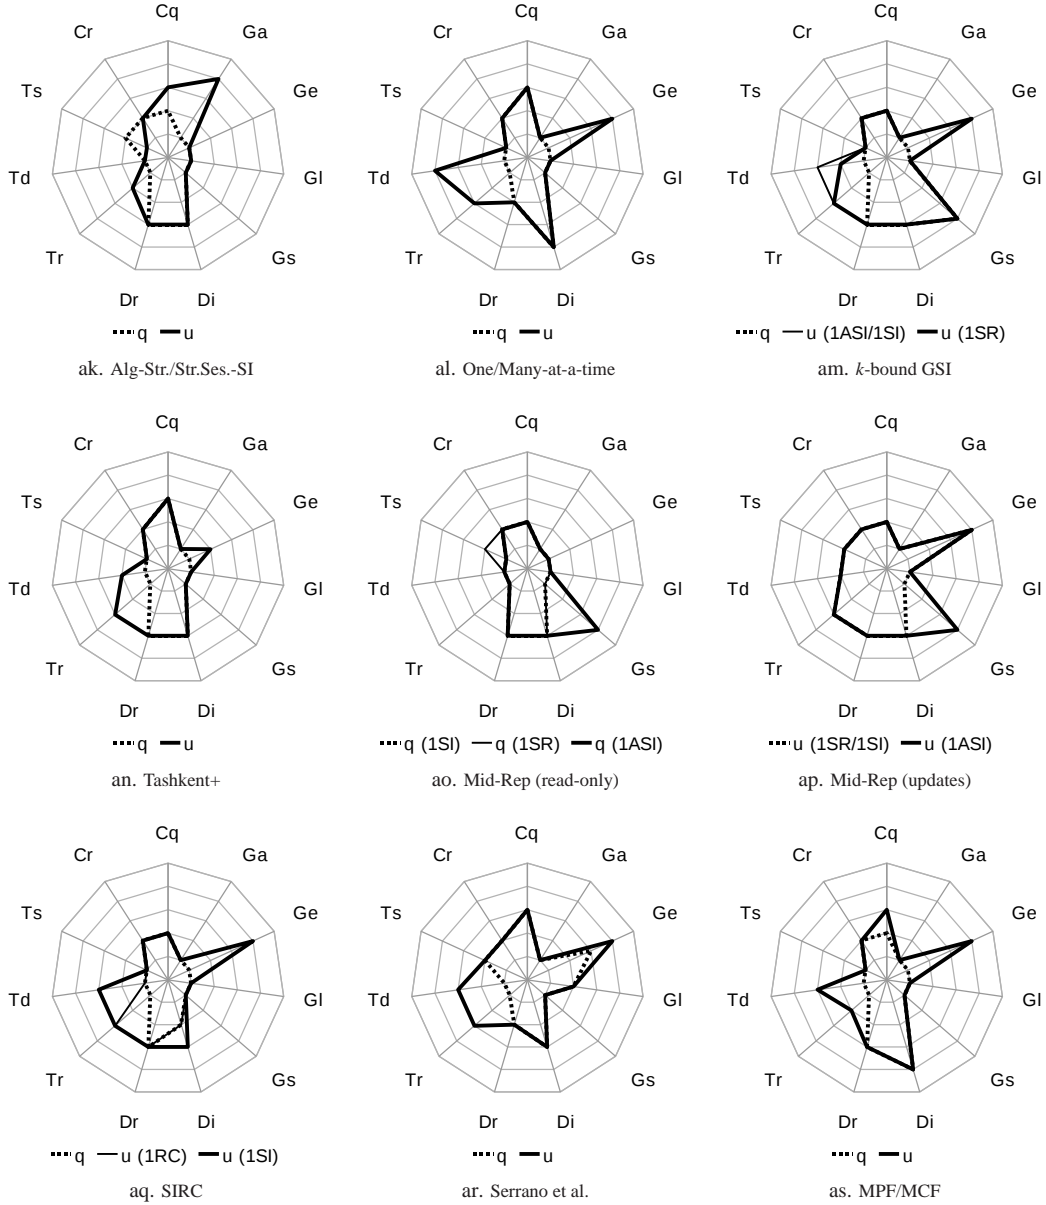 Cq
Cr Ga
Ts Ge
Td Gl
Tr Gs
Dr Di
q u
ak. Alg-Str./Str.Ses.-SI
Cq
Cr Ga
Ts Ge
Td Gl
Tr Gs
Dr Di
q u
al. One/Many-at-a-time
Cq
Cr Ga
Ts Ge
Td Gl
Tr Gs
Dr Di
q u (1ASI/1SI) u (1SR)
am. k-bound GSI
Cq
Cr Ga
Ts Ge
Td Gl
Tr Gs
Dr Di
q u
an. Tashkent+
Cq
Cr Ga
Ts Ge
Td Gl
Tr Gs
Dr Di
q (1SI) q (1SR) q (1ASI)
ao. Mid-Rep (read-only)
Cq
Cr Ga
Ts Ge
Td Gl
Tr Gs
Dr Di
u (1SR/1SI) u (1ASI)
ap. Mid-Rep (updates)
Cq
Cr Ga
Ts Ge
Td Gl
Tr Gs
Dr Di
q u (1RC) u (1SI)
aq. SIRC
Cq
Cr Ga
Ts Ge
Td Gl
Tr Gs
Dr Di
q u
ar. Serrano et al.
Cq
Cr Ga
Ts Ge
Td Gl
Tr Gs
Dr Di
q u
as. MPF/MCF